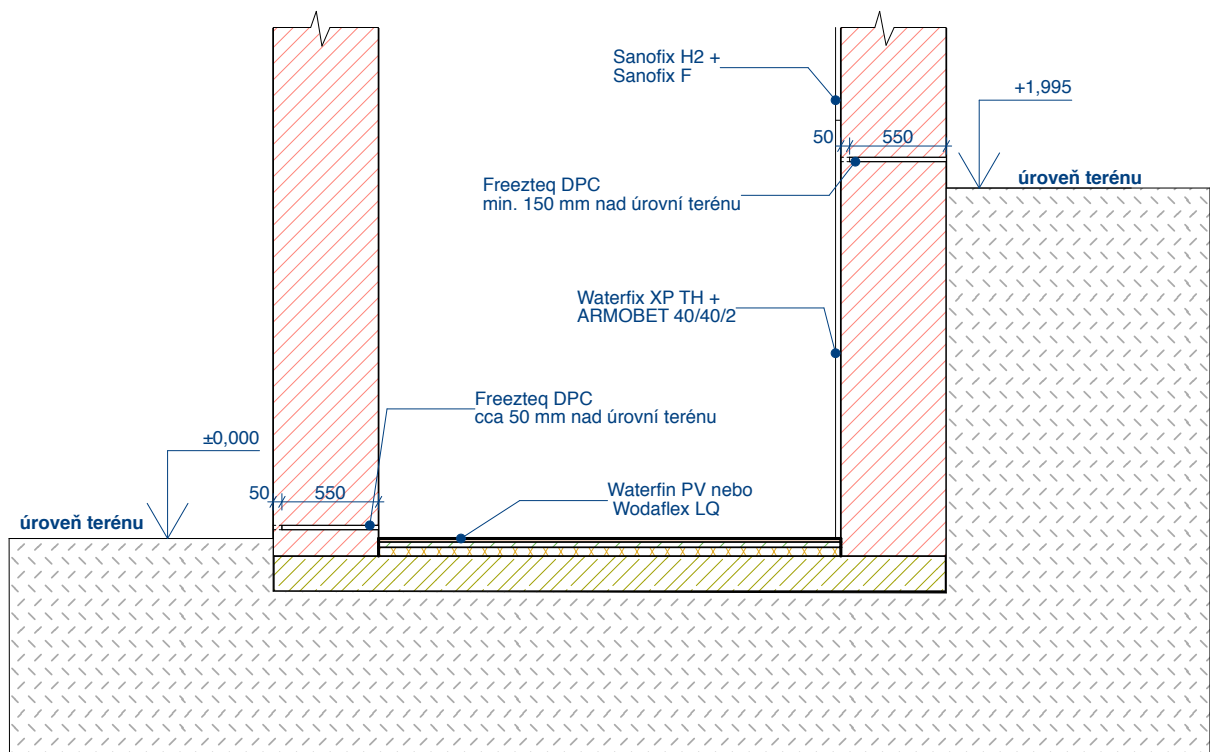 Sanofix H2 +
Sanofix F
+1,995
50 550
úroveň terénu
Freezteq DPC
min. 150 mm nad úrovní terénu
Waterfix XP TH +
ARMOBET 40/40/2
Freezteq DPC
cca 50 mm nad úrovní terénu
±0,000
50 550
úroveň terénu
Waterfin PV nebo
Wodaflex LQ